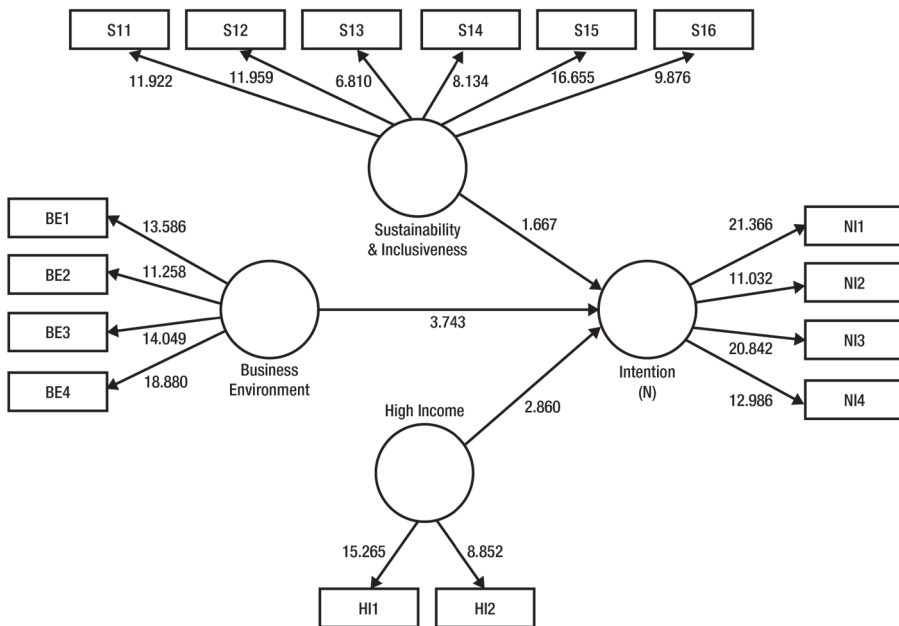 S11
S12
S13
S14
S15
S16
11.922
11.959
6.810
8.134
16.655
9.876
Sustainability
& Inclusiveness
BE1
BE2
BE3
BE4
13.586
11.258
14.049
18.880
Business
Environment
1.667
3.743
2.860
High Income
15.265
8.852
HI1
HI2
Intention
(N)
21.366
11.032
20.842
12.986
NI1
NI2
NI3
NI4